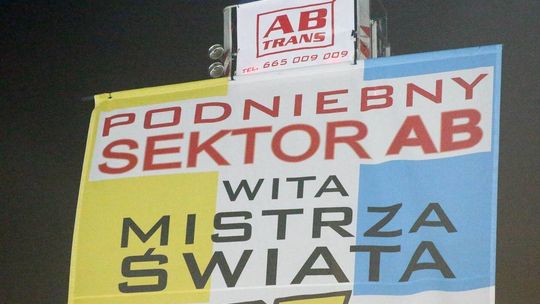 AB
TRANS
TEL. 665 009 009
PODNIEBNY
SEKTOR AB
WITA
MISTRZA
ŚWIATA